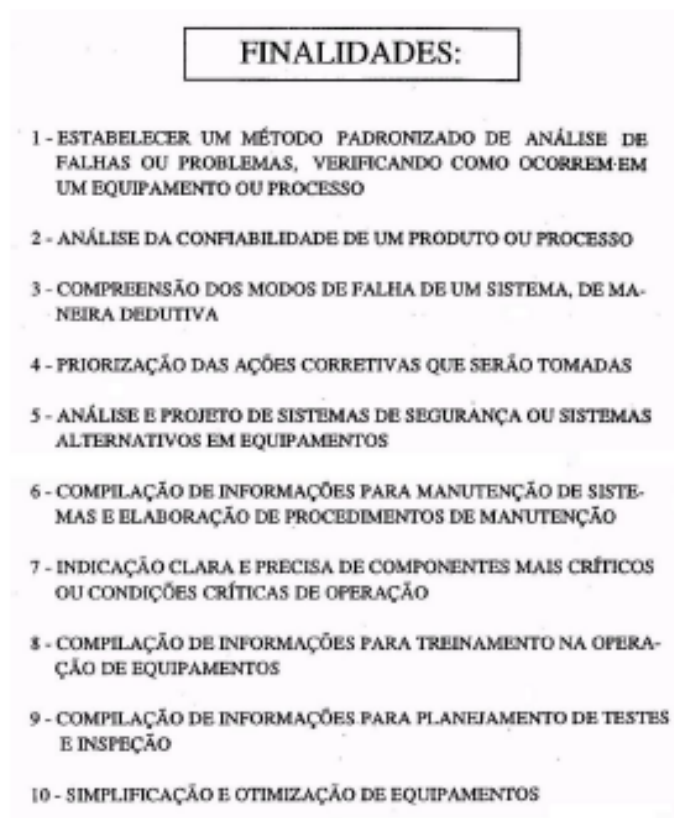 FINALIDADES:
1 - ESTABELECER UM MÉTODO PADRONIZADO DE ANÁLISE DE
FALHAS OU PROBLEMAS, VERIFICANDO COMO OCORREM EM
UM EQUIPAMENTO OU PROCESSO
2 - ANÁLISE DA CONFIABILIDADE DE UM PRODUTO OU PROCESSO
3 - COMPREENSÃO DOS MODOS DE FALHA DE UM SISTEMA, DE MA-
NEIRA DEDUTIVA
4 - PRIORIZAÇÃO DAS AÇÕES CORRETIVAS QUE SERÃO TOMADAS
5 - ANÁLISE E PROJETO DE SISTEMAS DE SEGURANÇA OU SISTEMAS
ALTERNATIVOS EM EQUIPAMENTOS
6 - COMPILAÇÃO DE INFORMAÇÕES PARA MANUTENÇÃO DE SISTE-
MAS E ELABORAÇÃO DE PROCEDIMENTOS DE MANUTENÇÃO
7 - INDICAÇÃO CLARA E PRECISA DE COMPONENTES MAIS CRÍTICOS
OU CONDIÇÕES CRÍTICAS DE OPERAÇÃO
8 - COMPILAÇÃO DE INFORMAÇÕES PARA TREINAMENTO NA OPERA-
ÇÃO DE EQUIPAMENTOS
9 - COMPILAÇÃO DE INFORMAÇÕES PARA PLANEJAMENTO DE TESTES
E INSPEÇÃO
10 - SIMPLIFICAÇÃO E OTIMIZAÇÃO DE EQUIPAMENTOS